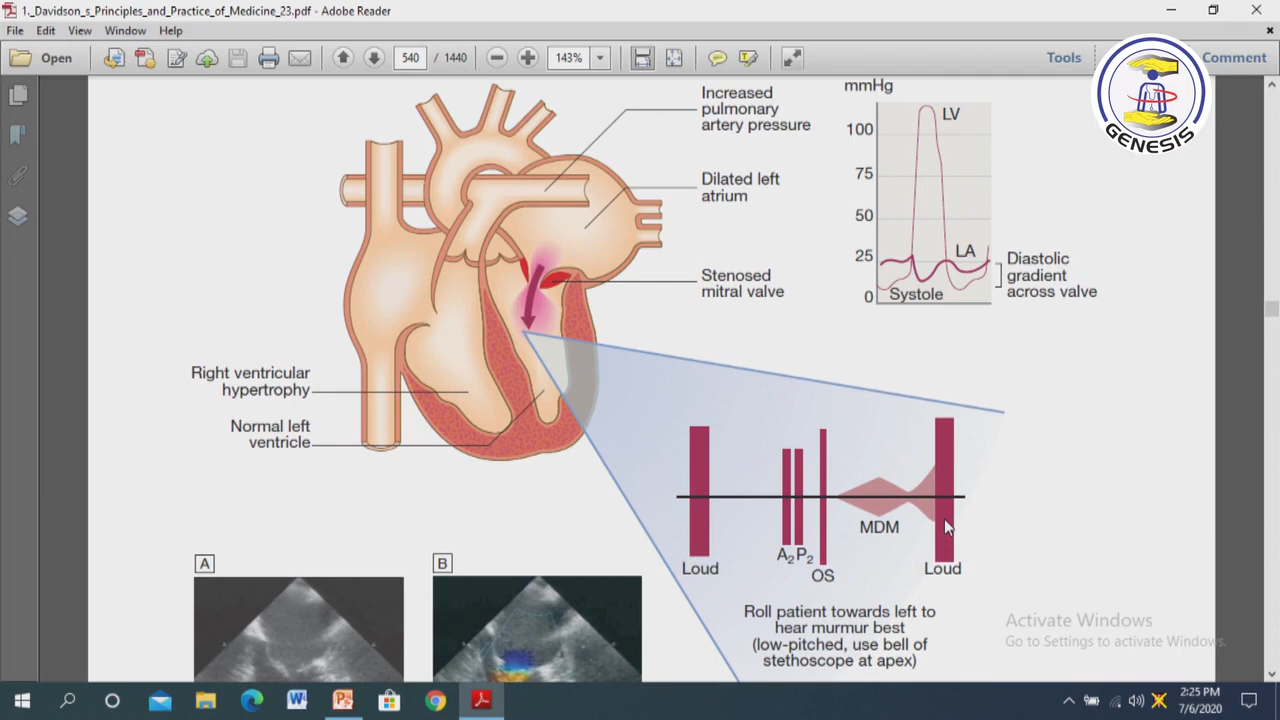 1._Davidson_s_Principles_and_Practice_of_Medicine_23.pdf - Adobe Reader
File Edit View Window Help
Open 540 / 1440 143% Tools Comment
GENESIS
Increased
pulmonary
artery pressure
Dilated left
atrium
Stenosed
mitral valve
Right ventricular
hypertrophy
Normal left
ventricle
mmHg
100
75
50
25
0
LV
LA
Systole
Diastolic
gradient
across valve
Loud
A2 P2
OS
MDM
Loud
Roll patient towards left to
hear murmur best
(low-pitched, use bell of
stethoscope at apex)
A
B
Activate Windows
Go to Settings to activate Windows.
2:25 PM
7/6/2020